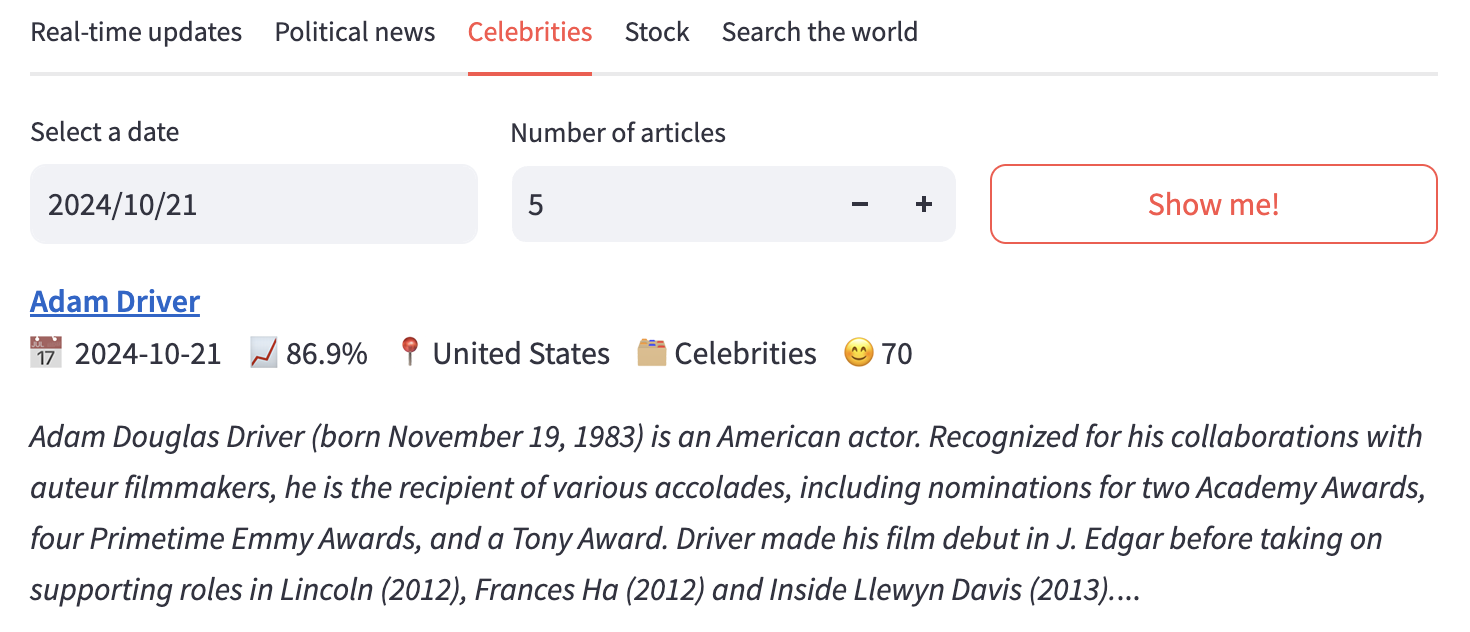 Real-time updates Political news Celebrities Stock Search the world
Select a date Number of articles
2024/10/21 5 − + Show me!
Adam Driver
📅 2024-10-21 📈 86.9% 📍 United States 🗂️ Celebrities 😊 70
Adam Douglas Driver (born November 19, 1983) is an American actor. Recognized for his collaborations with
auteur filmmakers, he is the recipient of various accolades, including nominations for two Academy Awards,
four Primetime Emmy Awards, and a Tony Award. Driver made his film debut in J. Edgar before taking on
supporting roles in Lincoln (2012), Frances Ha (2012) and Inside Llewyn Davis (2013)....